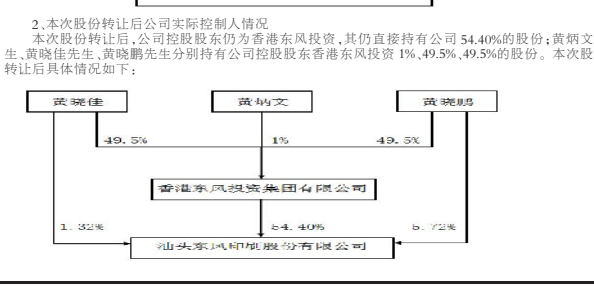 2、本次股份转让后公司实际控制人情况
本次股份转让后，公司控股股东仍为香港东风投资，其仍直接持有公司 54.40%的股份；黄炳文
生、黄晓佳先生、黄晓鹏先生分别持有公司控股股东香港东风投资 1%、49.5%、49.5%的股份。本次股
转让后具体情况如下：
黄晓佳 黄炳文 黄晓鹏
49.5% 1% 49.5%
香港东风投资集团有限公司
1.32% 54.40% 5.72%
汕头东风印刷股份有限公司